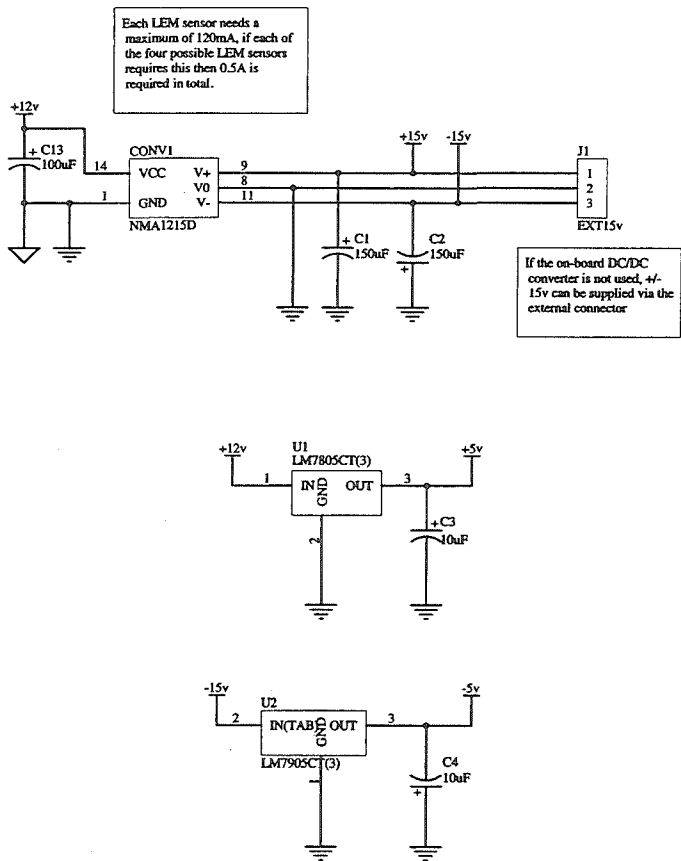 Each LEM sensor needs a
maximum of 120mA, if each of
the four possible LEM sensors
requires this then 0.5A is
required in total.
+12v
+15v
-15v
C13
100uF
CONV1
J1
14
VCC
V+
9
1
V0
8
2
1
GND
V-
11
3
NMA1215D
EXT15v
+
+
C1
150uF
C2
150uF
+
If the on-board DC/DC
converter is not used, +/-
15v can be supplied via the
external connector
+12v
U1
LM7805CT(3)
+5v
1
IN
GND
OUT
3
2
+
C3
10uF
-15v
U2
-5v
2
IN(TAB)
GND
OUT
3
LM7905CT(3)
1
C4
10uF
+